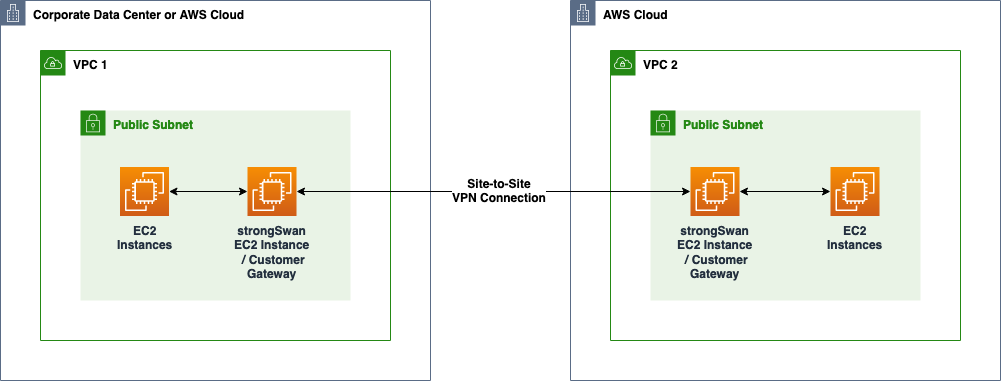 Corporate Data Center or AWS Cloud
VPC 1
Public Subnet
EC2
Instances
strongSwan
EC2 Instance
/ Customer
Gateway
Site-to-Site
VPN Connection
AWS Cloud
VPC 2
Public Subnet
strongSwan
EC2 Instance
/ Customer
Gateway
EC2
Instances